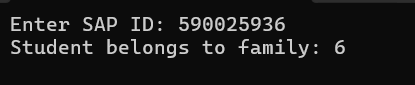 Enter SAP ID: 590025936
Student belongs to family: 6